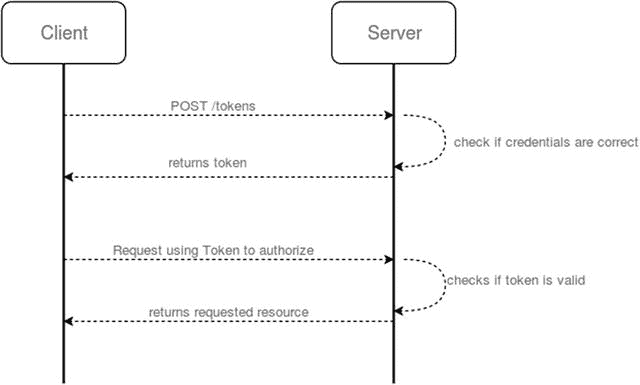 Client
Server
POST /tokens
check if credentials are correct
returns token
Request using Token to authorize
checks if token is valid
returns requested resource